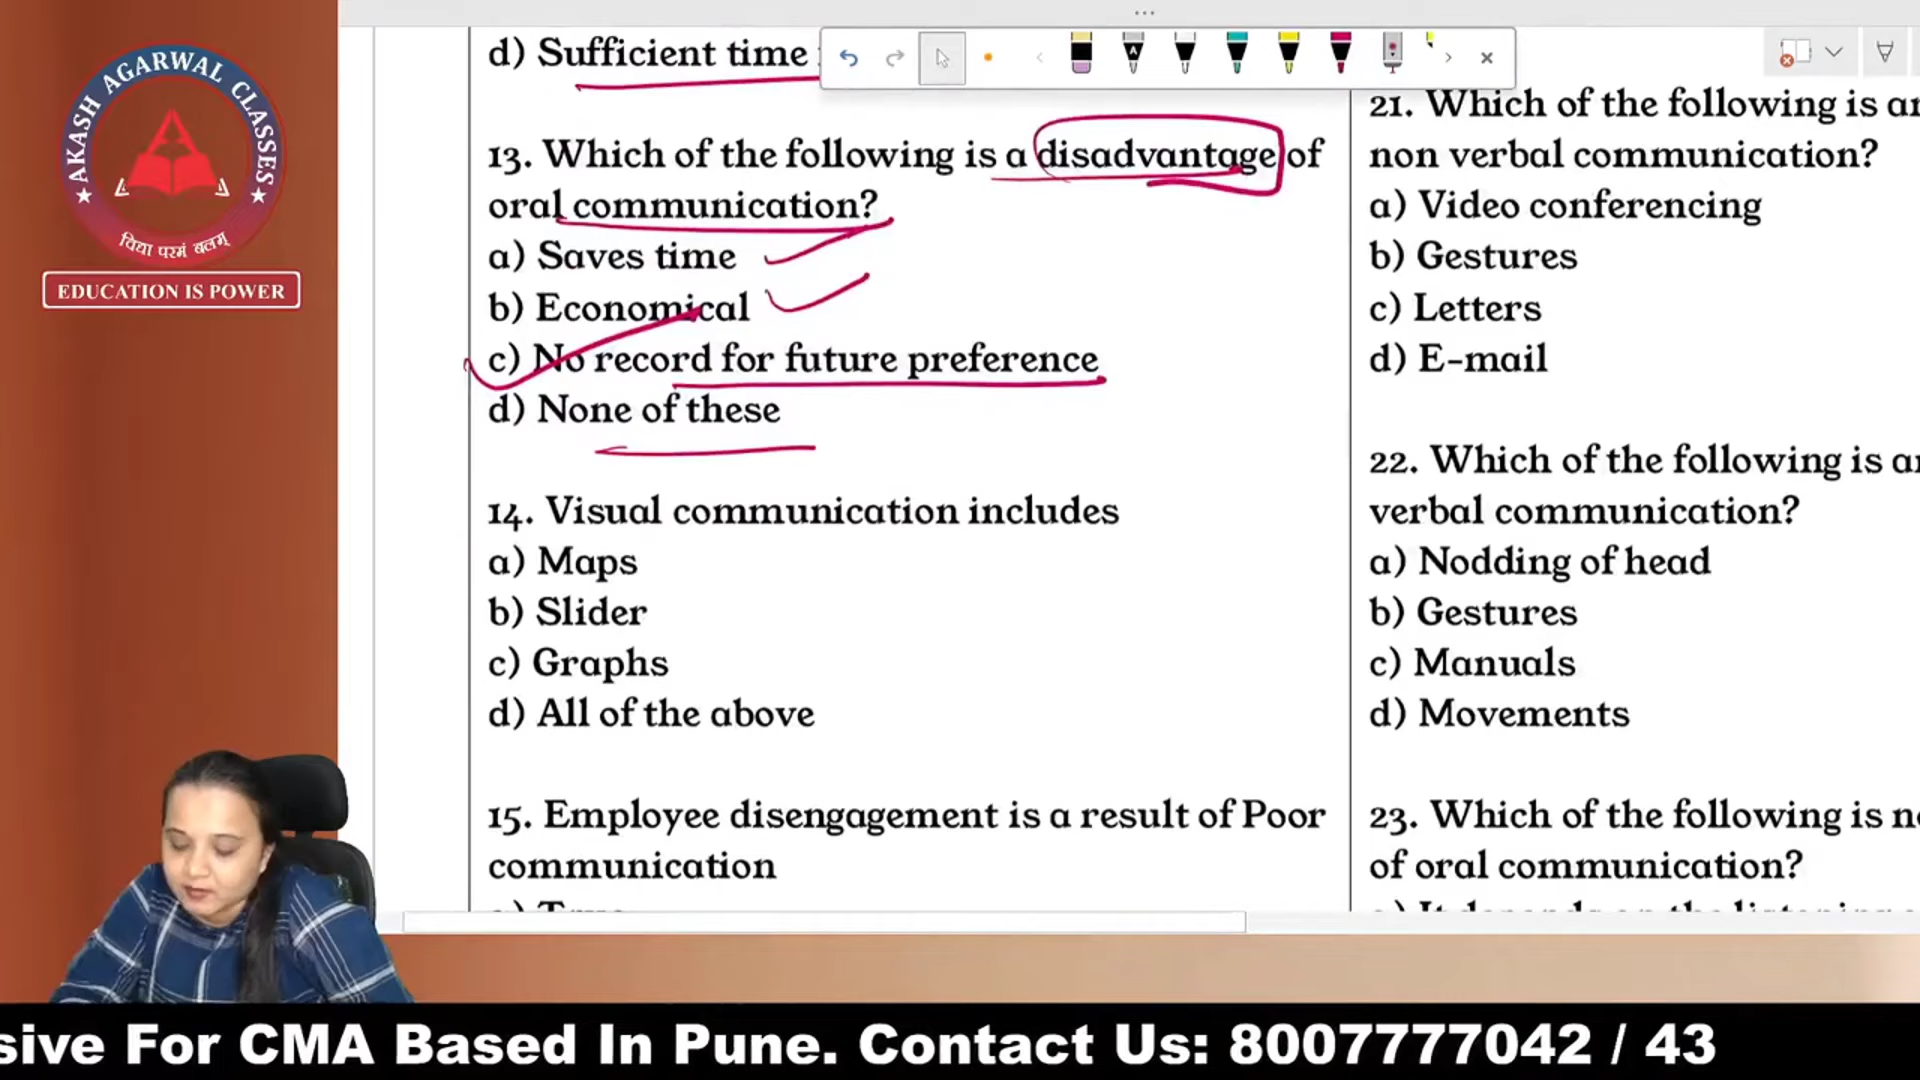 AKASH AGARWAL CLASSES
विद्या परमं बलम्
EDUCATION IS POWER
d) Sufficient time
13. Which of the following is a disadvantage of
oral communication?
a) Saves time
b) Economical
c) No record for future preference
d) None of these
14. Visual communication includes
a) Maps
b) Slider
c) Graphs
d) All of the above
15. Employee disengagement is a result of Poor
communication
21. Which of the following is an
non verbal communication?
a) Video conferencing
b) Gestures
c) Letters
d) E-mail
22. Which of the following is an
verbal communication?
a) Nodding of head
b) Gestures
c) Manuals
d) Movements
23. Which of the following is
of oral communication?
sive For CMA Based In Pune. Contact Us: 8007777042 / 43